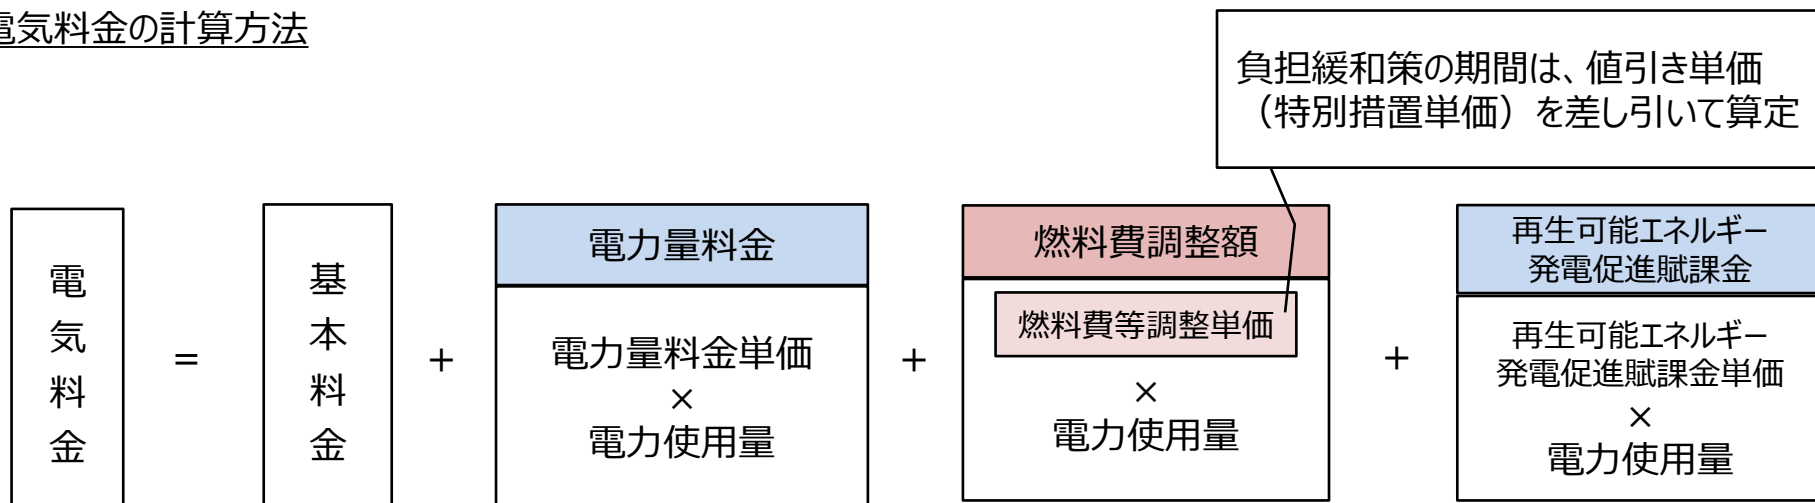 電気料金の計算方法
負担緩和策の期間は、値引き単価
（特別措置単価）を差し引いて算定
電気料金
=
基本料金
+
電力量料金
電力量料金単価
×
電力使用量
+
燃料費調整額
燃料費等調整単価
×
電力使用量
+
再生可能エネルギー
発電促進賦課金
再生可能エネルギー
発電促進賦課金単価
×
電力使用量